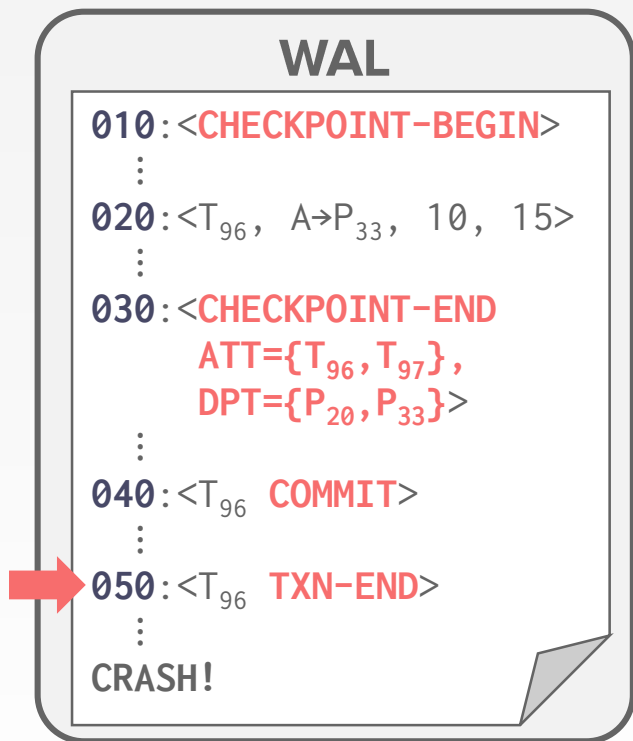 WAL
010:<CHECKPOINT-BEGIN>
⋮
020:<T₉₆, A→P₃₃, 10, 15>
⋮
030:<CHECKPOINT-END
ATT={T₉₆,T₉₇},
DPT={P₂₀,P₃₃}>
⋮
040:<T₉₆ COMMIT>
⋮
050:<T₉₆ TXN-END>
⋮
CRASH!